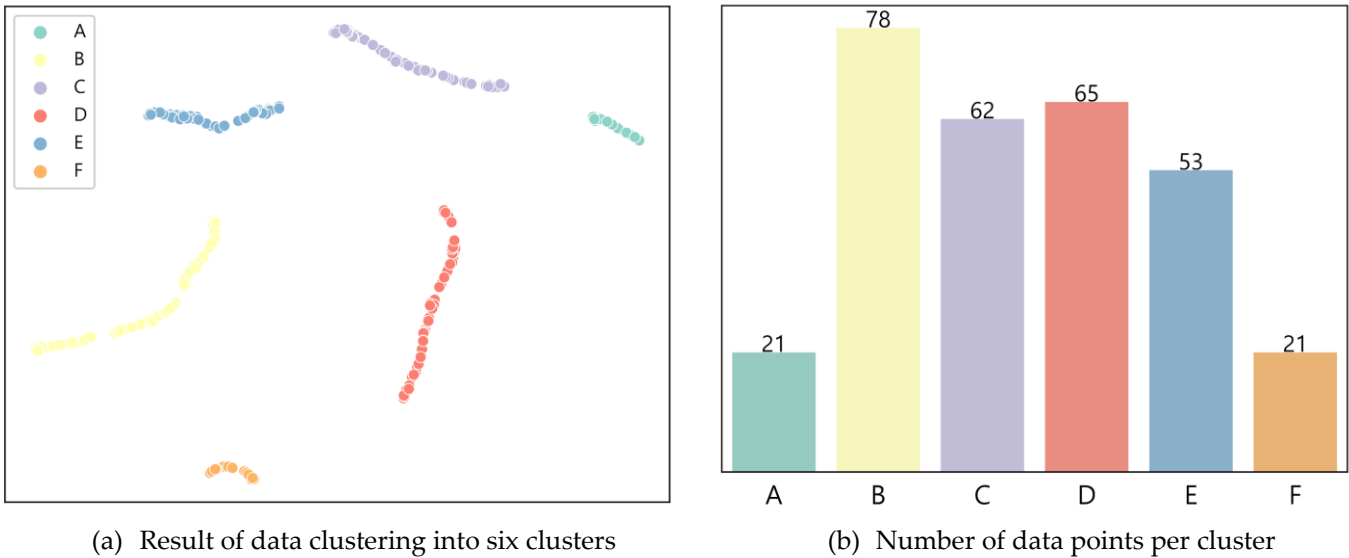 A
B
C
D
E
F
(a) Result of data clustering into six clusters
78
65
62
53
21
21
A B C D E F
(b) Number of data points per cluster